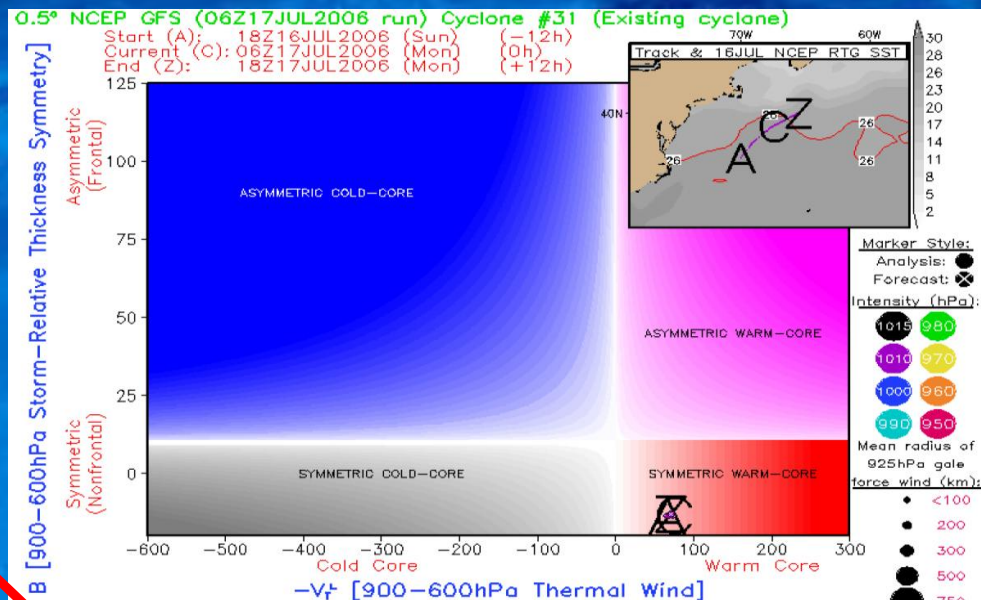 0.5° NCEP GFS (06Z17JUL2006 run) Cyclone #31 (Existing cyclone)
Start (A): 18Z16JUL2006 (Sun) (−12h)
Current (C): 06Z17JUL2006 (Mon) (0h)
End (Z): 18Z17JUL2006 (Mon) (+12h)
70W 60W
Track & 16JUL NCEP RTG SST
40N
26
26
26
26
A
C
Z
30
28
26
23
20
17
14
11
8
5
2
B [900−600hPa Storm−Relative Thickness Symmetry]
Asymmetric
(Frontal)
Symmetric
(Nonfrontal)
125
100
75
50
25
0
ASYMMETRIC COLD−CORE
ASYMMETRIC WARM−CORE
SYMMETRIC COLD−CORE
SYMMETRIC WARM−CORE
A
C
Z
−600 −500 −400 −300 −200 −100 0 100 200 300
Cold Core Warm Core
−V_T^L [900−600hPa Thermal Wind]
Marker Style:
Analysis:
Forecast:
Intensity (hPa):
1015 980
1010 970
1000 960
990 950
Mean radius of
925hPa gale
force wind (km):
<100
200
300
500
750